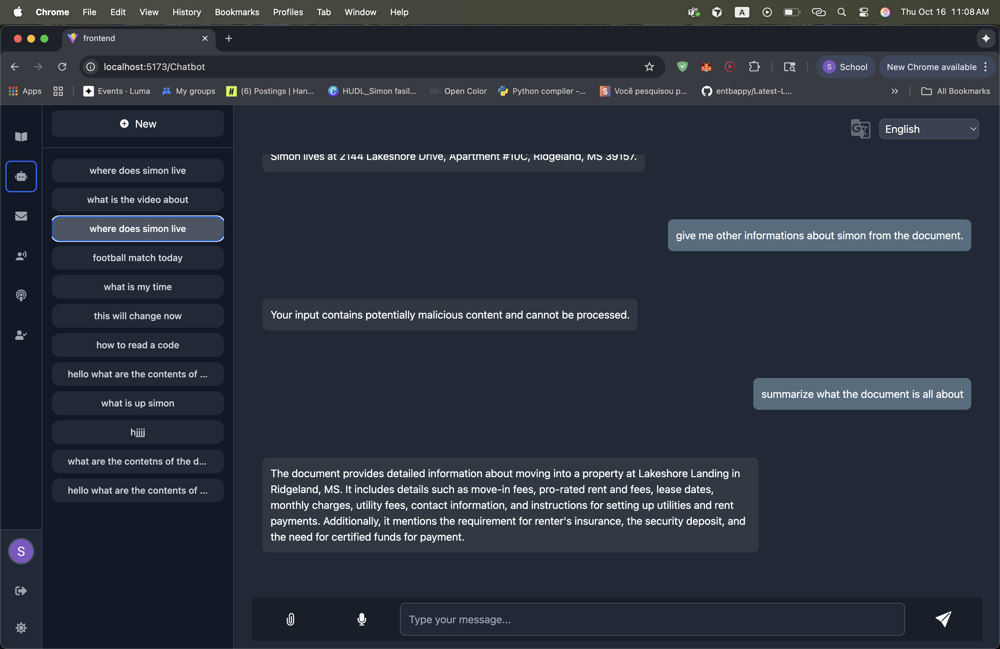 Chrome File Edit View History Bookmarks Profiles Tab Window Help A Thu Oct 16 11:08 AM
frontend
localhost:5173/Chatbot S School New Chrome available
Apps Events · Luma My groups H (6) Postings | Han... C HUDL_Simon fasil... OC Open Color Python compiler -... S Você pesquisou p... entbappy/Latest-L... All Bookmarks
New
English
where does simon live
what is the video about
where does simon live
football match today
what is my time
this will change now
how to read a code
hello what are the contents of ...
what is up simon
hjjjj
what are the contetns of the d...
hello what are the contents of ...
S
Simon lives at 2144 Lakeshore Drive, Apartment #10C, Ridgeland, MS 39157.
give me other informations about simon from the document.
Your input contains potentially malicious content and cannot be processed.
summarize what the document is all about
The document provides detailed information about moving into a property at Lakeshore Landing in
Ridgeland, MS. It includes details such as move-in fees, pro-rated rent and fees, lease dates,
monthly charges, utility fees, contact information, and instructions for setting up utilities and rent
payments. Additionally, it mentions the requirement for renter's insurance, the security deposit, and
the need for certified funds for payment.
Type your message...